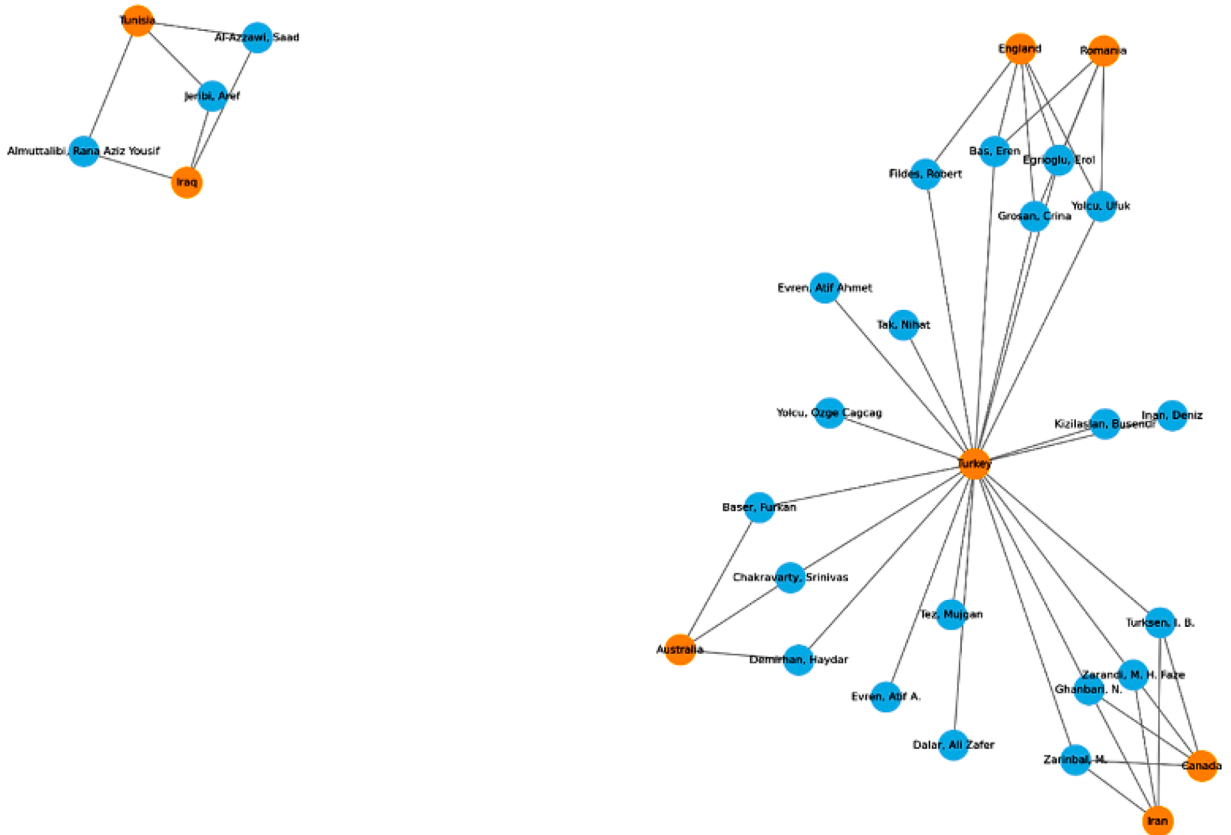 Tunisia
Al-Azzawi, Saad
Jeribi, Aref
Almuttalibi, Rana Aziz Yousif
Iraq
England
Romania
Bas, Eren
Egrioglu, Erol
Fildes, Robert
Grosan, Crina
Yolcu, Ufuk
Evren, Atif Ahmet
Tak, Nihat
Yolcu, Ozge Cagcag
Inan, Deniz
Kizilaslan, Busenur
Turkey
Baser, Furkan
Chakravarty, Srinivas
Tez, Mujgan
Turksen, I. B.
Australia
Demirhan, Haydar
Zarandi, M. H. Faze
Ghanbari, N.
Evren, Atif A.
Dalar, Ali Zafer
Zarinbal, M.
Canada
Iran